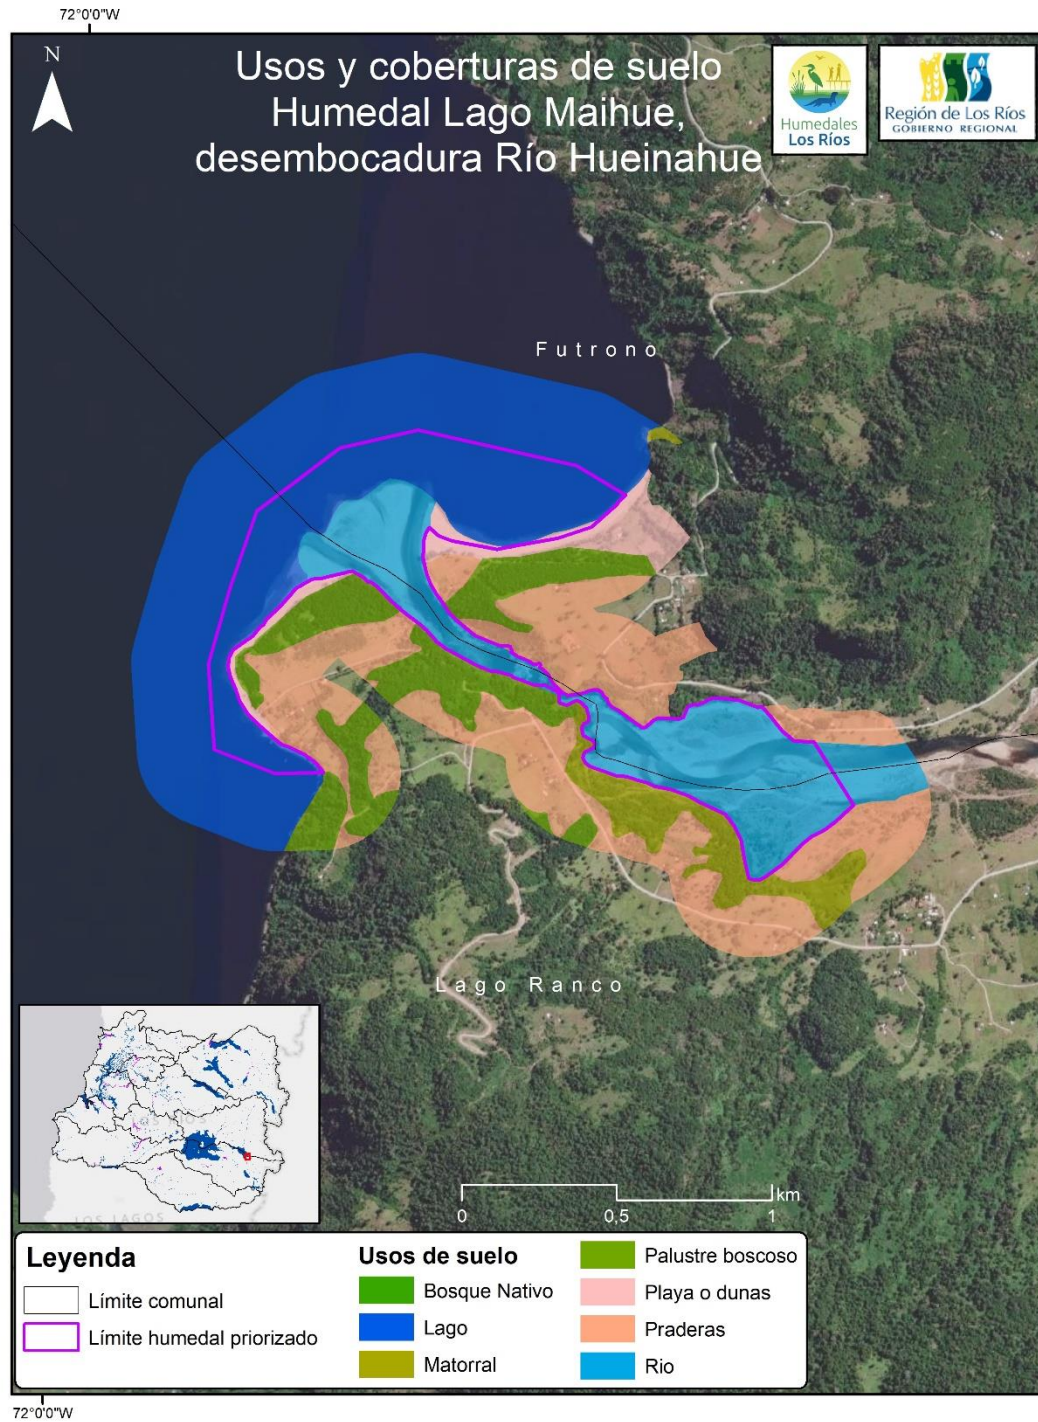 72°0'0"W
N
Usos y coberturas de suelo
Humedal Lago Maihue,
desembocadura Río Hueinahue
Humedales
Los Ríos
Región de Los Ríos
GOBIERNO REGIONAL
Futrono
Lago Ranco
LOS LAGOS
km
0
0,5
1
Leyenda
Límite comunal
Límite humedal priorizado
Usos de suelo
Bosque Nativo
Lago
Matorral
Palustre boscoso
Playa o dunas
Praderas
Rio
72°0'0"W